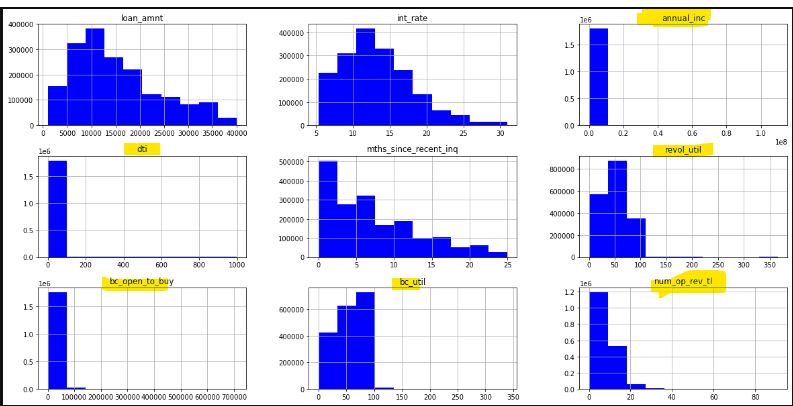 loan_amnt
400000
300000
200000
100000
0
0 5000 10000 15000 20000 25000 30000 35000 40000
int_rate
400000
300000
200000
100000
0
5 10 15 20 25 30
annual_inc
1e6
1.5
1.0
0.5
0.0
0.0 0.2 0.4 0.6 0.8 1.0
1e8
dti
1e6
1.5
1.0
0.5
0.0
0 200 400 600 800 1000
mths_since_recent_inq
500000
400000
300000
200000
100000
0
0 5 10 15 20 25
revol_util
800000
600000
400000
200000
0
0 50 100 150 200 250 300 350
bc_open_to_buy
1e6
1.5
1.0
0.5
0.0
0 100000 200000 300000 400000 500000 600000 700000
bc_util
600000
400000
200000
0
0 50 100 150 200 250 300 350
num_op_rev_tl
1e6
1.2
1.0
0.8
0.6
0.4
0.2
0.0
0 20 40 60 80